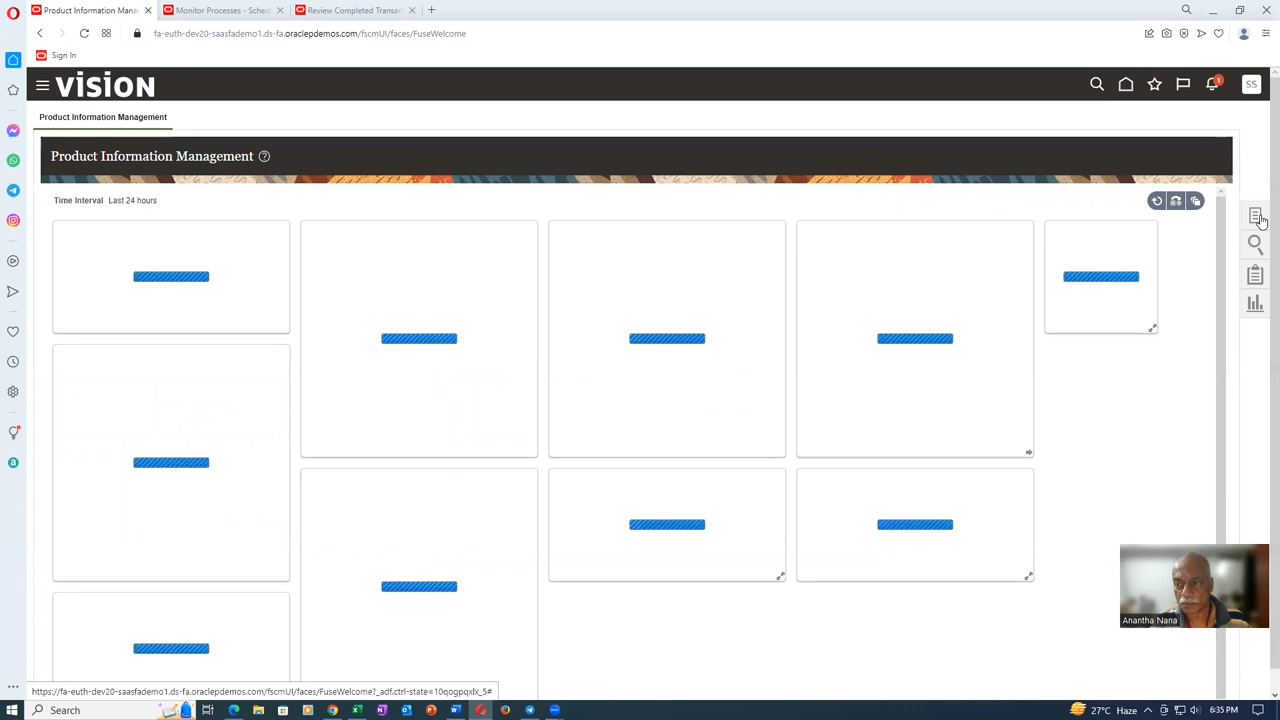 Product Information Mana
Monitor Processes - Sched
Review Completed Transac
fa-euth-dev20-saasfademo1.ds-fa.oraclepdemos.com/fscmUI/faces/FuseWelcome
Sign In
VISION
1
SS
Product Information Management
Product Information Management
Time Interval Last 24 hours
Anantha Nana
https://fa-euth-dev20-saasfademo1.ds-fa.oraclepdemos.com/fscmUI/faces/FuseWelcome?_adf.ctrl-state=10qogpqxlx_5#
Search
27°C Haze
6:35 PM